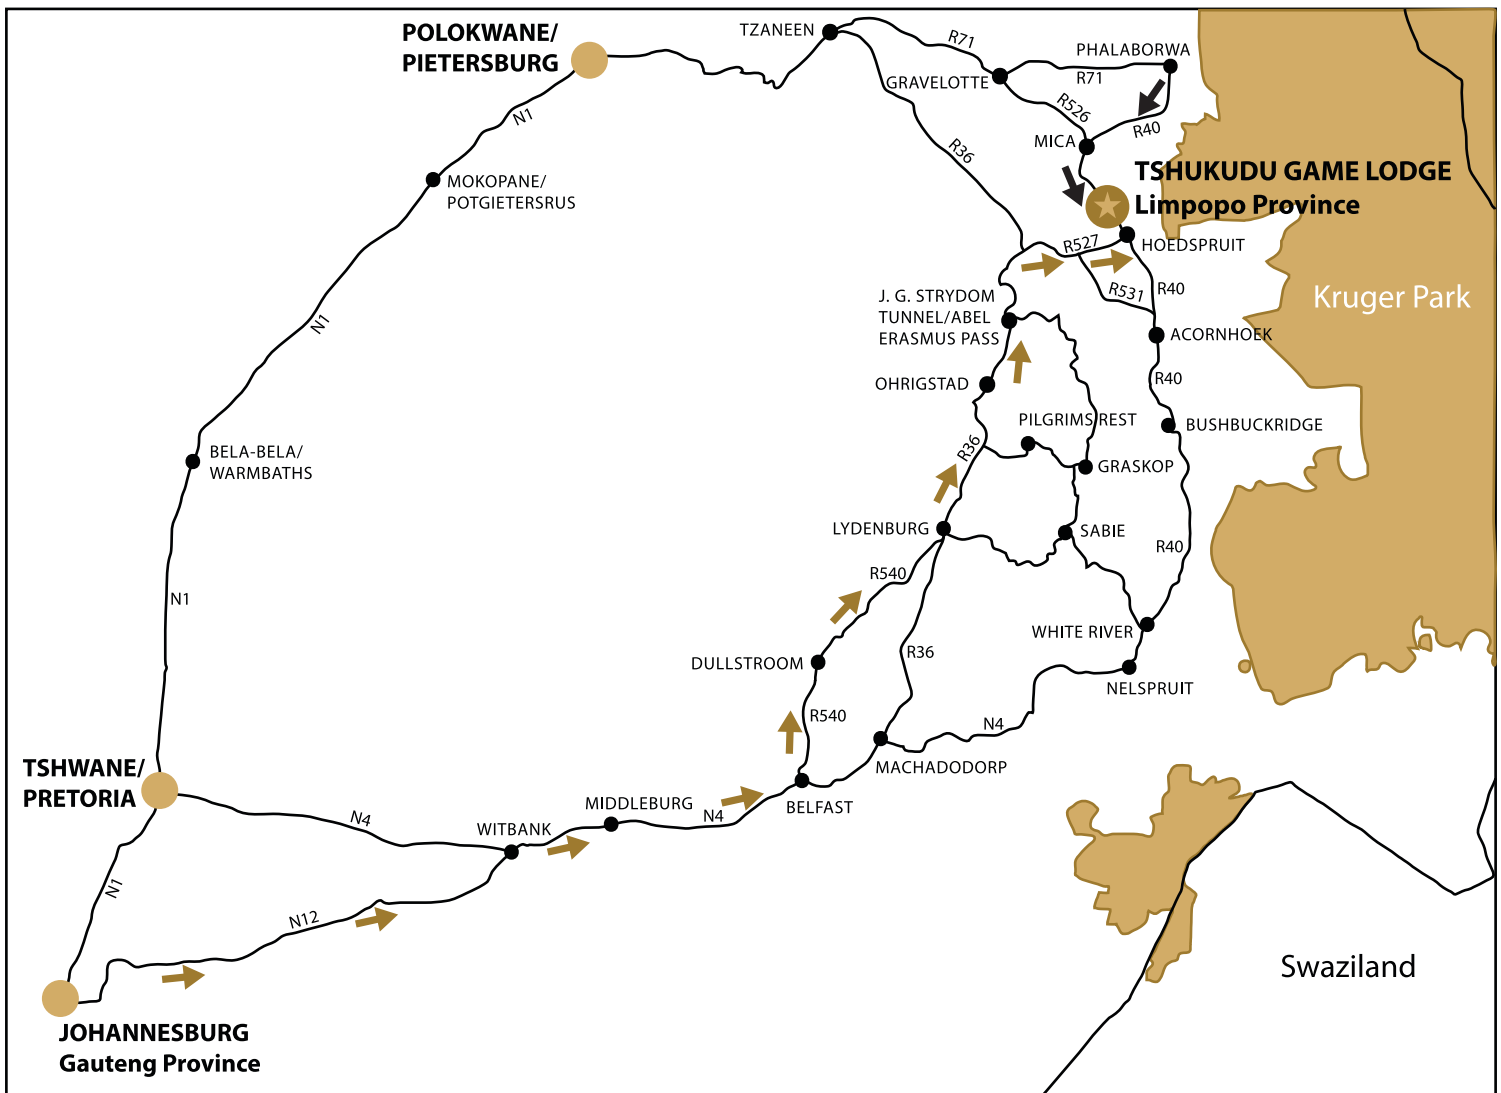 POLOKWANE/
PIETERSBURG
TZANEEN
R71
PHALABORWA
R71
GRAVELOTTE
R526
R40
MICA
R36
TSHUKUDU GAME LODGE
Limpopo Province
N1
MOKOPANE/
POTGIETERSRUS
R527
HOEDSPRUIT
R40
R531
Kruger Park
J. G. STRYDOM
TUNNEL/ABEL
ERASMUS PASS
N1
ACORNHOEK
OHRIGSTAD
R40
PILGRIMS REST
BUSHBUCKRIDGE
R36
BELA-BELA/
WARMBATHS
GRASKOP
LYDENBURG
SABIE
R40
R540
N1
WHITE RIVER
R36
DULLSTROOM
NELSPRUIT
R540
N4
TSHWANE/
PRETORIA
MACHADODORP
MIDDLEBURG
BELFAST
N4
N4
WITBANK
N1
N12
Swaziland
JOHANNESBURG
Gauteng Province